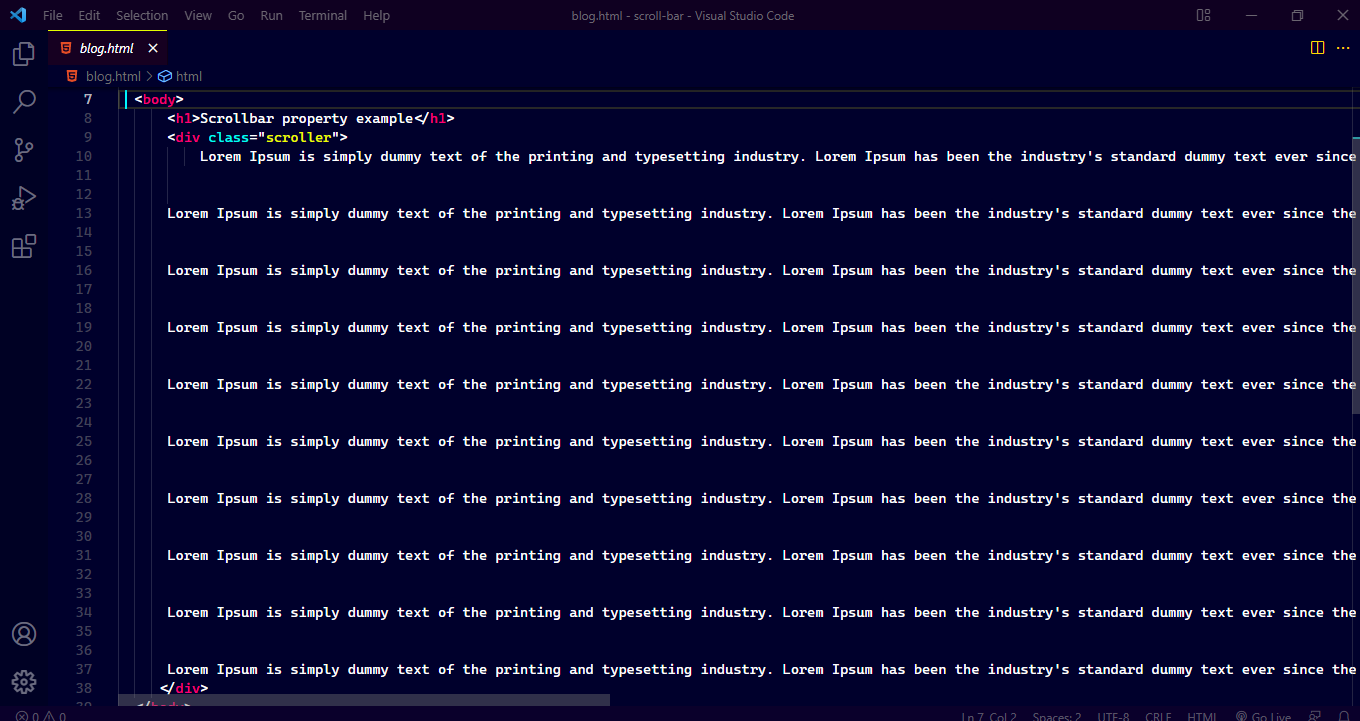 File Edit Selection View Go Run Terminal Help blog.html - scroll-bar - Visual Studio Code
blog.html
blog.html > html
7 <body>
8 <h1>Scrollbar property example</h1>
9 <div class="scroller">
10 Lorem Ipsum is simply dummy text of the printing and typesetting industry. Lorem Ipsum has been the industry's standard dummy text ever since
11
12
13 Lorem Ipsum is simply dummy text of the printing and typesetting industry. Lorem Ipsum has been the industry's standard dummy text ever since the
14
15
16 Lorem Ipsum is simply dummy text of the printing and typesetting industry. Lorem Ipsum has been the industry's standard dummy text ever since the
17
18
19 Lorem Ipsum is simply dummy text of the printing and typesetting industry. Lorem Ipsum has been the industry's standard dummy text ever since the
20
21
22 Lorem Ipsum is simply dummy text of the printing and typesetting industry. Lorem Ipsum has been the industry's standard dummy text ever since the
23
24
25 Lorem Ipsum is simply dummy text of the printing and typesetting industry. Lorem Ipsum has been the industry's standard dummy text ever since the
26
27
28 Lorem Ipsum is simply dummy text of the printing and typesetting industry. Lorem Ipsum has been the industry's standard dummy text ever since the
29
30
31 Lorem Ipsum is simply dummy text of the printing and typesetting industry. Lorem Ipsum has been the industry's standard dummy text ever since the
32
33
34 Lorem Ipsum is simply dummy text of the printing and typesetting industry. Lorem Ipsum has been the industry's standard dummy text ever since the
35
36
37 Lorem Ipsum is simply dummy text of the printing and typesetting industry. Lorem Ipsum has been the industry's standard dummy text ever since the
38 </div>
39 </body>
0 0 Ln 7, Col 2 Spaces: 2 UTF-8 CRLF HTML Go Live